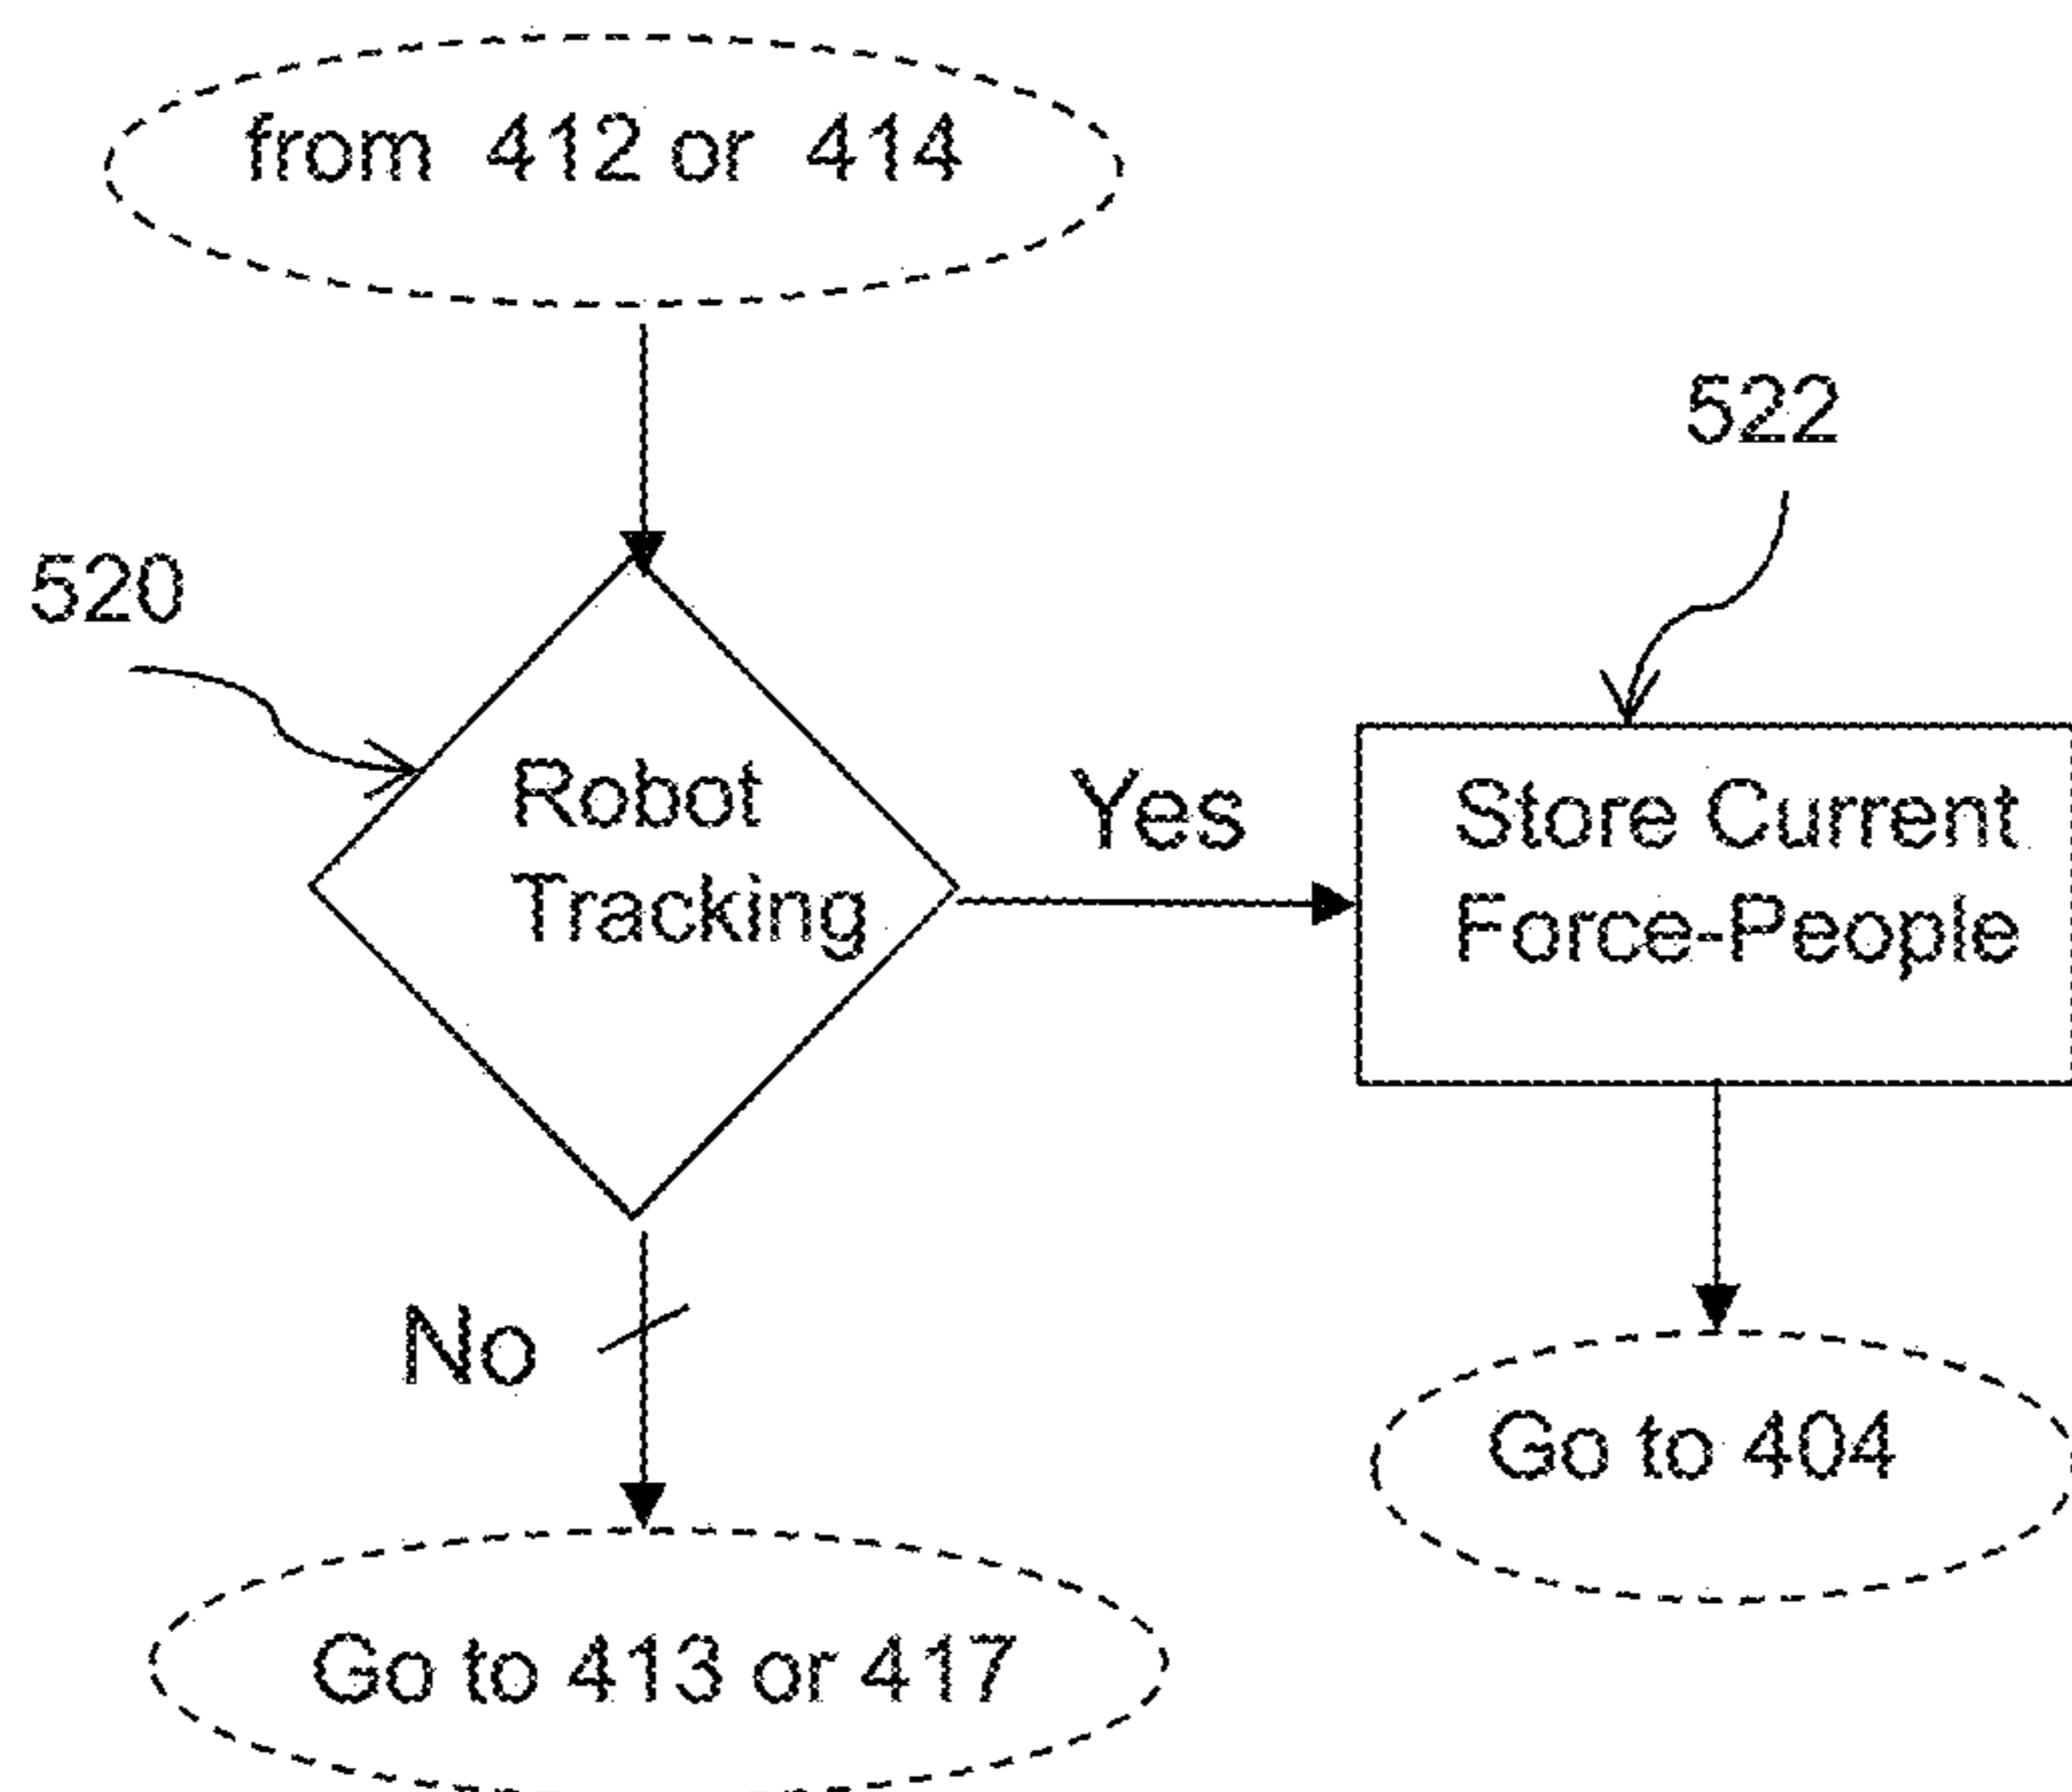 from 412 or 414
522
520
Robot
Tracking
Yes
Store Current
Force-People
No
Go to 404
Go to 413 or 417